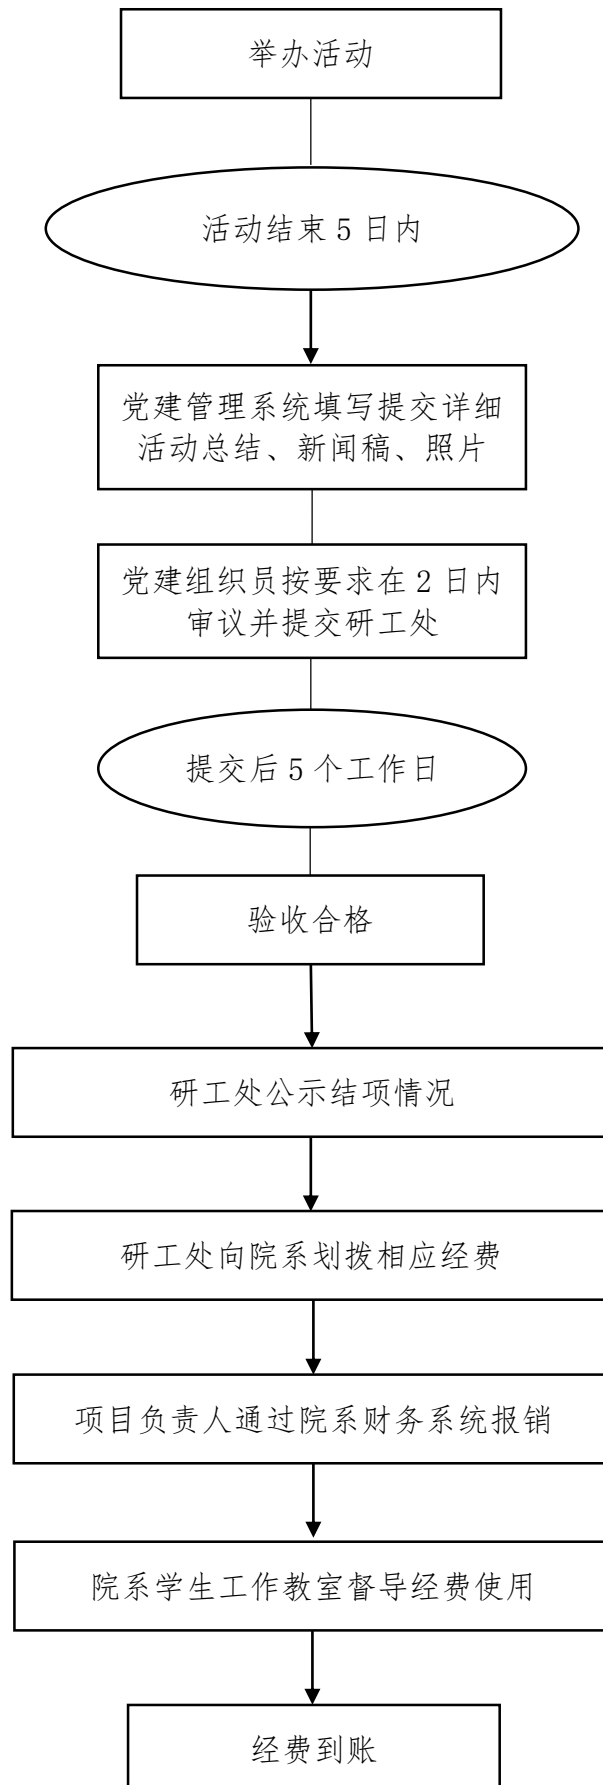 举办活动
活动结束 5 日内
党建管理系统填写提交详细
活动总结、新闻稿、照片
党建组织员按要求在 2 日内
审议并提交研工处
提交后 5 个工作日
验收合格
研工处公示结项情况
研工处向院系划拨相应经费
项目负责人通过院系财务系统报销
院系学生工作教室督导经费使用
经费到账